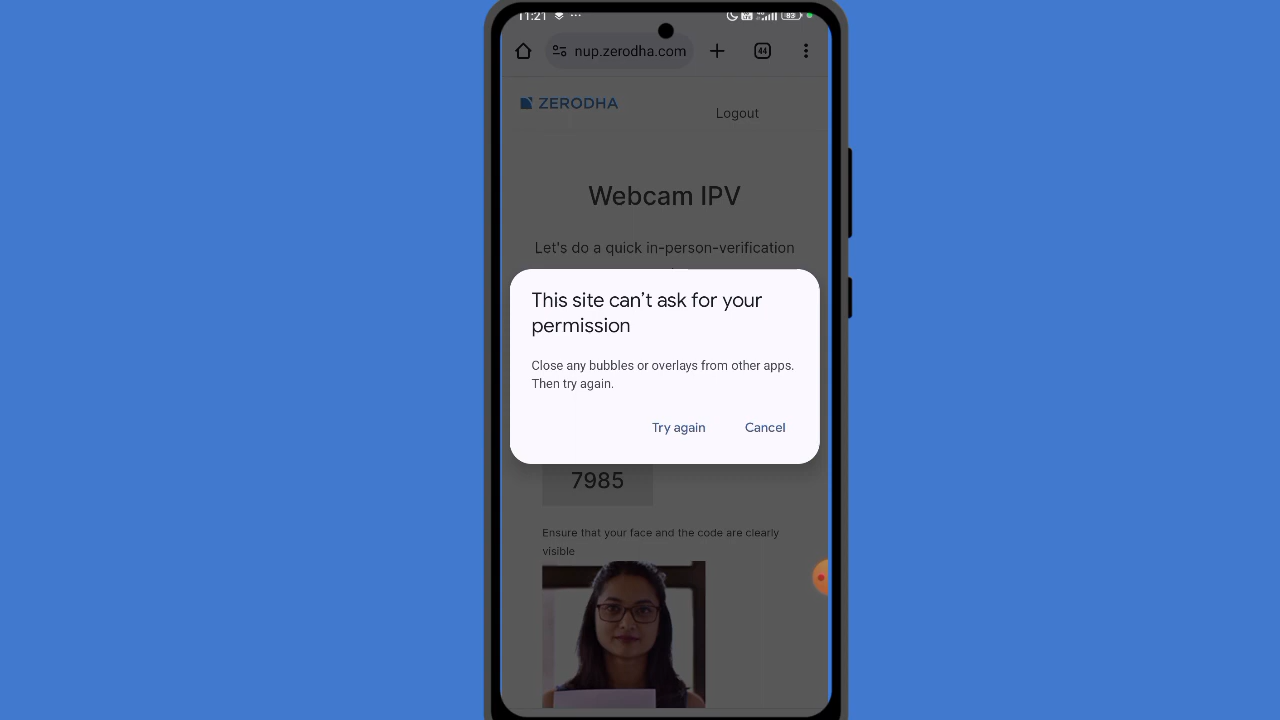 11:21
83
nup.zerodha.com
44
ZERODHA
Logout
Webcam IPV
Let's do a quick in-person-verification
This site can't ask for your
permission
Close any bubbles or overlays from other apps.
Then try again.
Try again
Cancel
7985
Ensure that your face and the code are clearly
visible